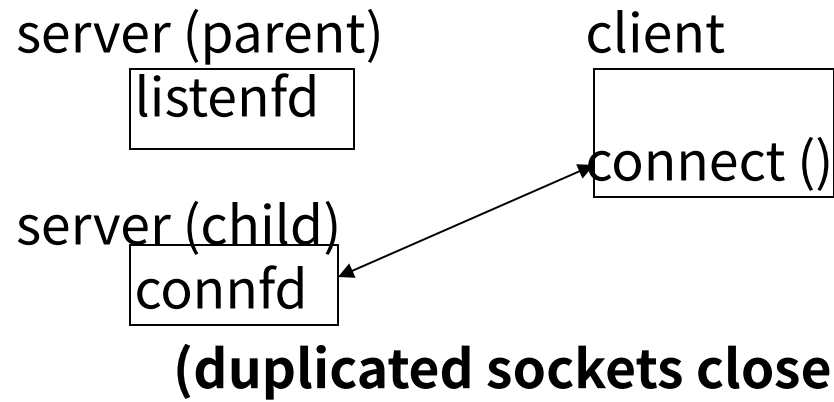 server (parent)
client
listenfd
connect ()
server (child)
connfd
(duplicated sockets close